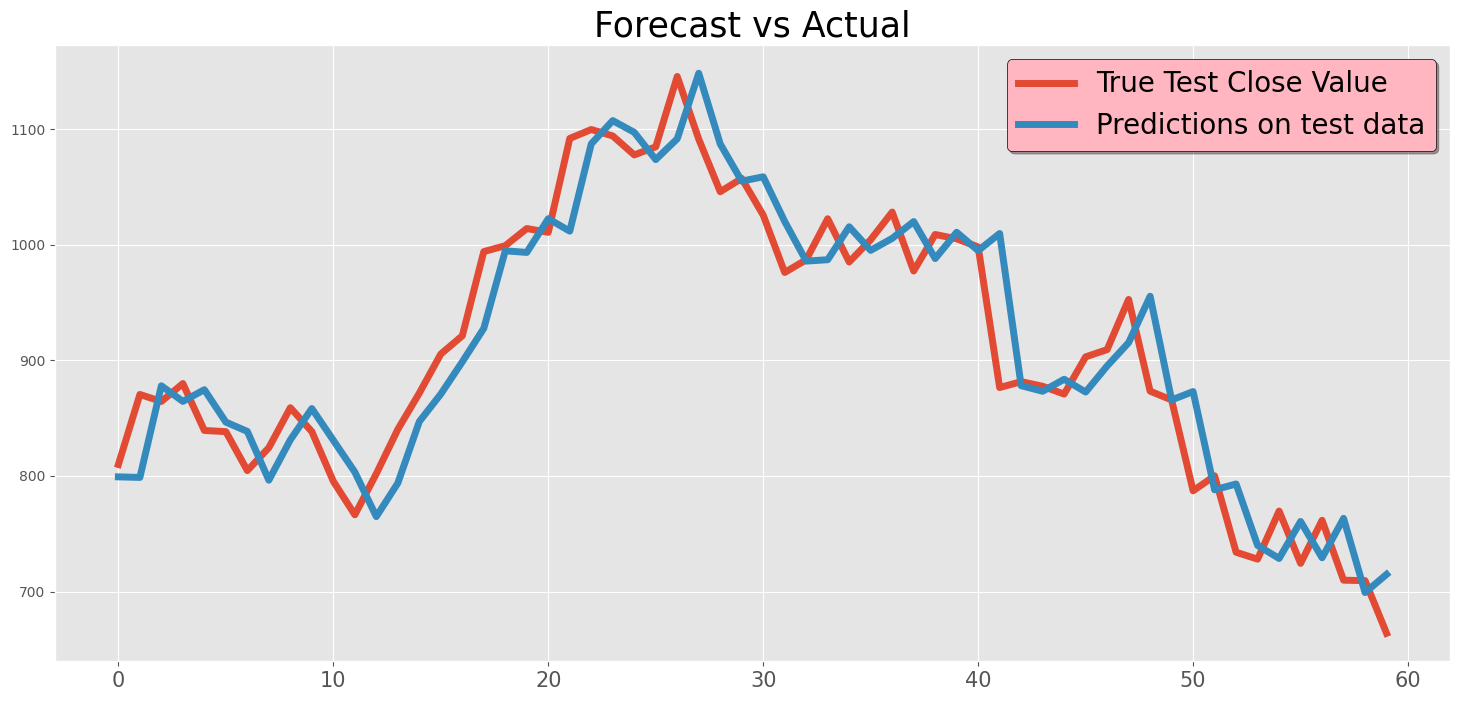 Forecast vs Actual
True Test Close Value
Predictions on test data
1100
1000
900
800
700
0 10 20 30 40 50 60